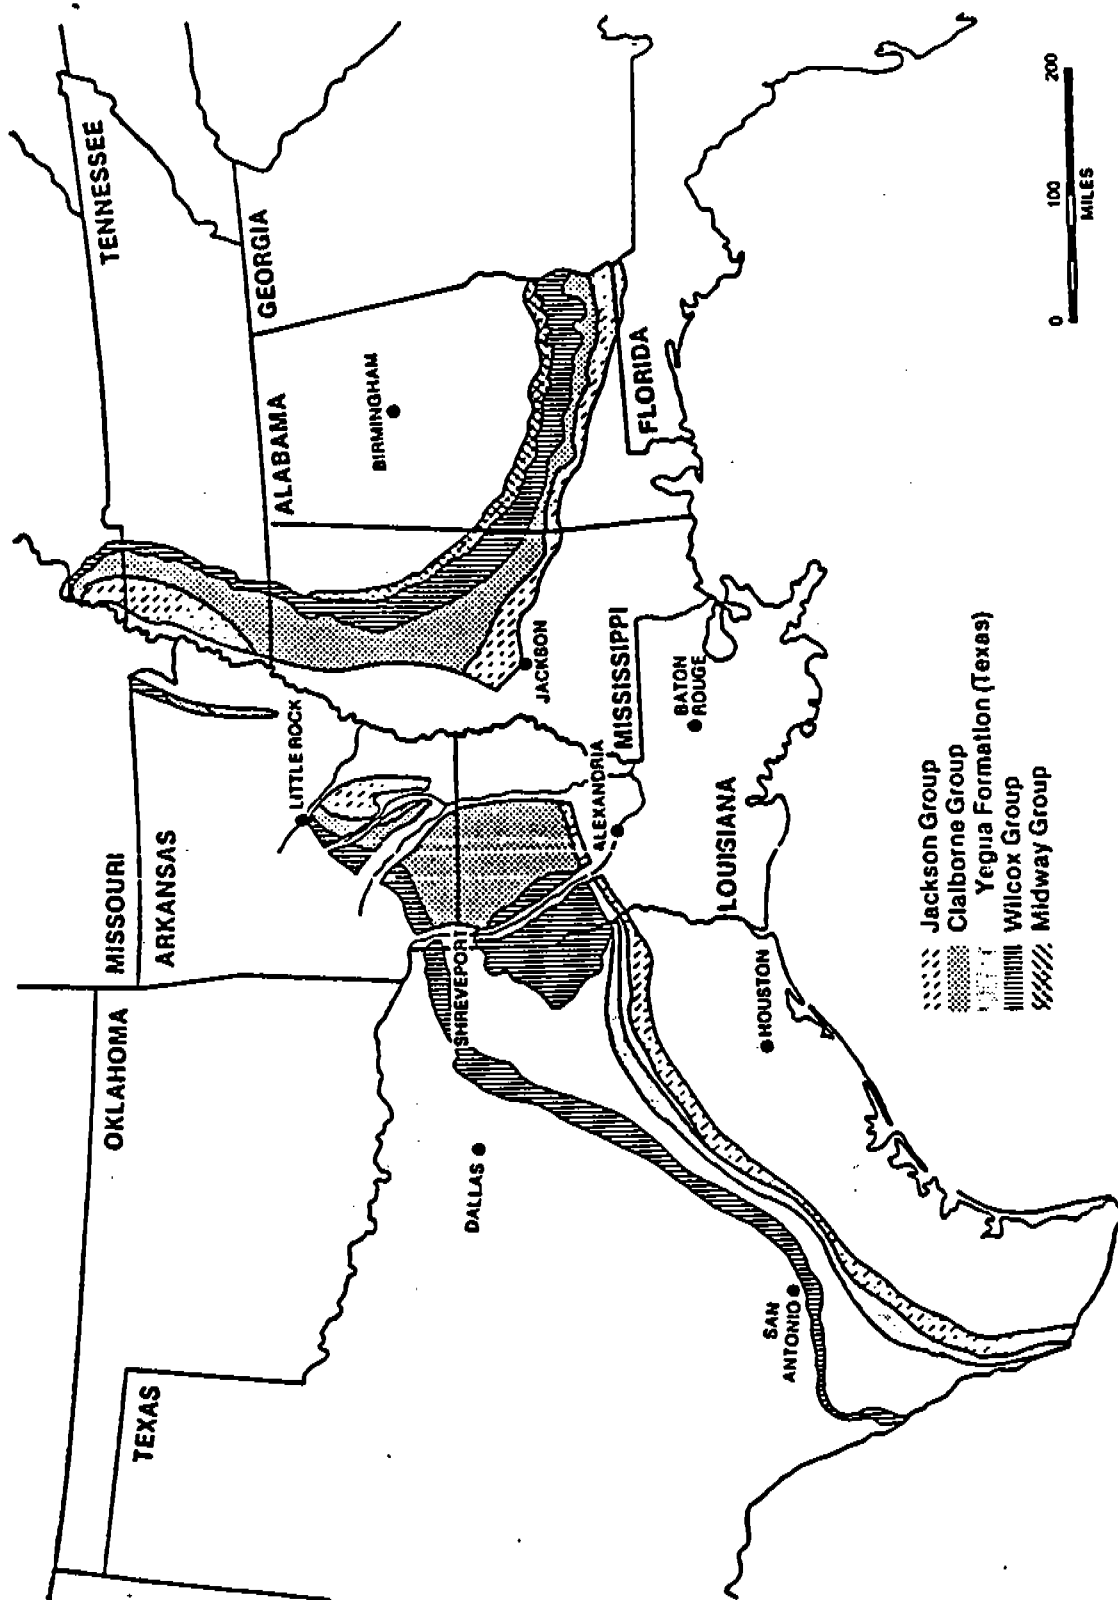 TENNESSEE
GEORGIA
ALABAMA
BIRMINGHAM
FLORIDA
MISSOURI
ARKANSAS
LITTLE ROCK
JACKSON
MISSISSIPPI
BATON
ROUGE
ALEXANDRIA
LOUISIANA
OKLAHOMA
SHREVEPORT
DALLAS
HOUSTON
TEXAS
SAN
ANTONIO
0 100 200
MILES
Jackson Group
Claiborne Group
Yegua Formation (Texas)
Wilcox Group
Midway Group